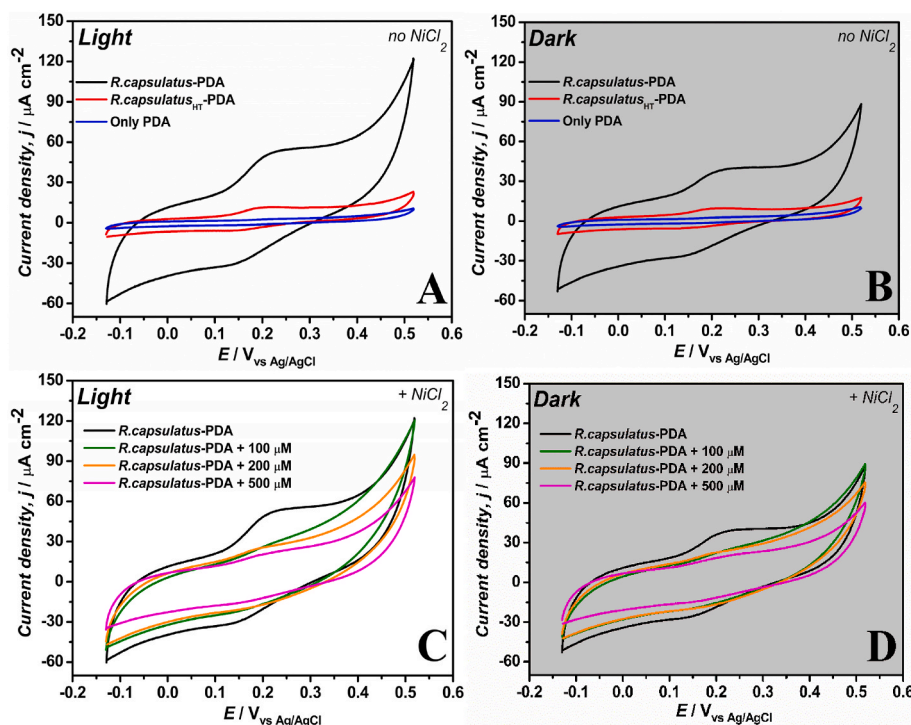 Light
no NiCl₂
150
120
90
60
30
0
-30
-60
Current density, j / μA cm⁻²
R.capsulatus-PDA
R.capsulatus_HT-PDA
Only PDA
A
-0.2 -0.1 0.0 0.1 0.2 0.3 0.4 0.5 0.6
E / V vs Ag/AgCl
Dark
no NiCl₂
150
120
90
60
30
0
-30
-60
Current density, j / μA cm⁻²
R.capsulatus-PDA
R.capsulatus_HT-PDA
Only PDA
B
-0.2 -0.1 0.0 0.1 0.2 0.3 0.4 0.5 0.6
E / V vs Ag/AgCl
Light
+ NiCl₂
150
120
90
60
30
0
-30
-60
Current density, j / μA cm⁻²
R.capsulatus-PDA
R.capsulatus-PDA + 100 μM
R.capsulatus-PDA + 200 μM
R.capsulatus-PDA + 500 μM
C
-0.2 -0.1 0.0 0.1 0.2 0.3 0.4 0.5 0.6
E / V vs Ag/AgCl
Dark
+ NiCl₂
150
120
90
60
30
0
-30
-60
Current density, j / μA cm⁻²
R.capsulatus-PDA
R.capsulatus-PDA + 100 μM
R.capsulatus-PDA + 200 μM
R.capsulatus-PDA + 500 μM
D
-0.2 -0.1 0.0 0.1 0.2 0.3 0.4 0.5 0.6
E / V vs Ag/AgCl